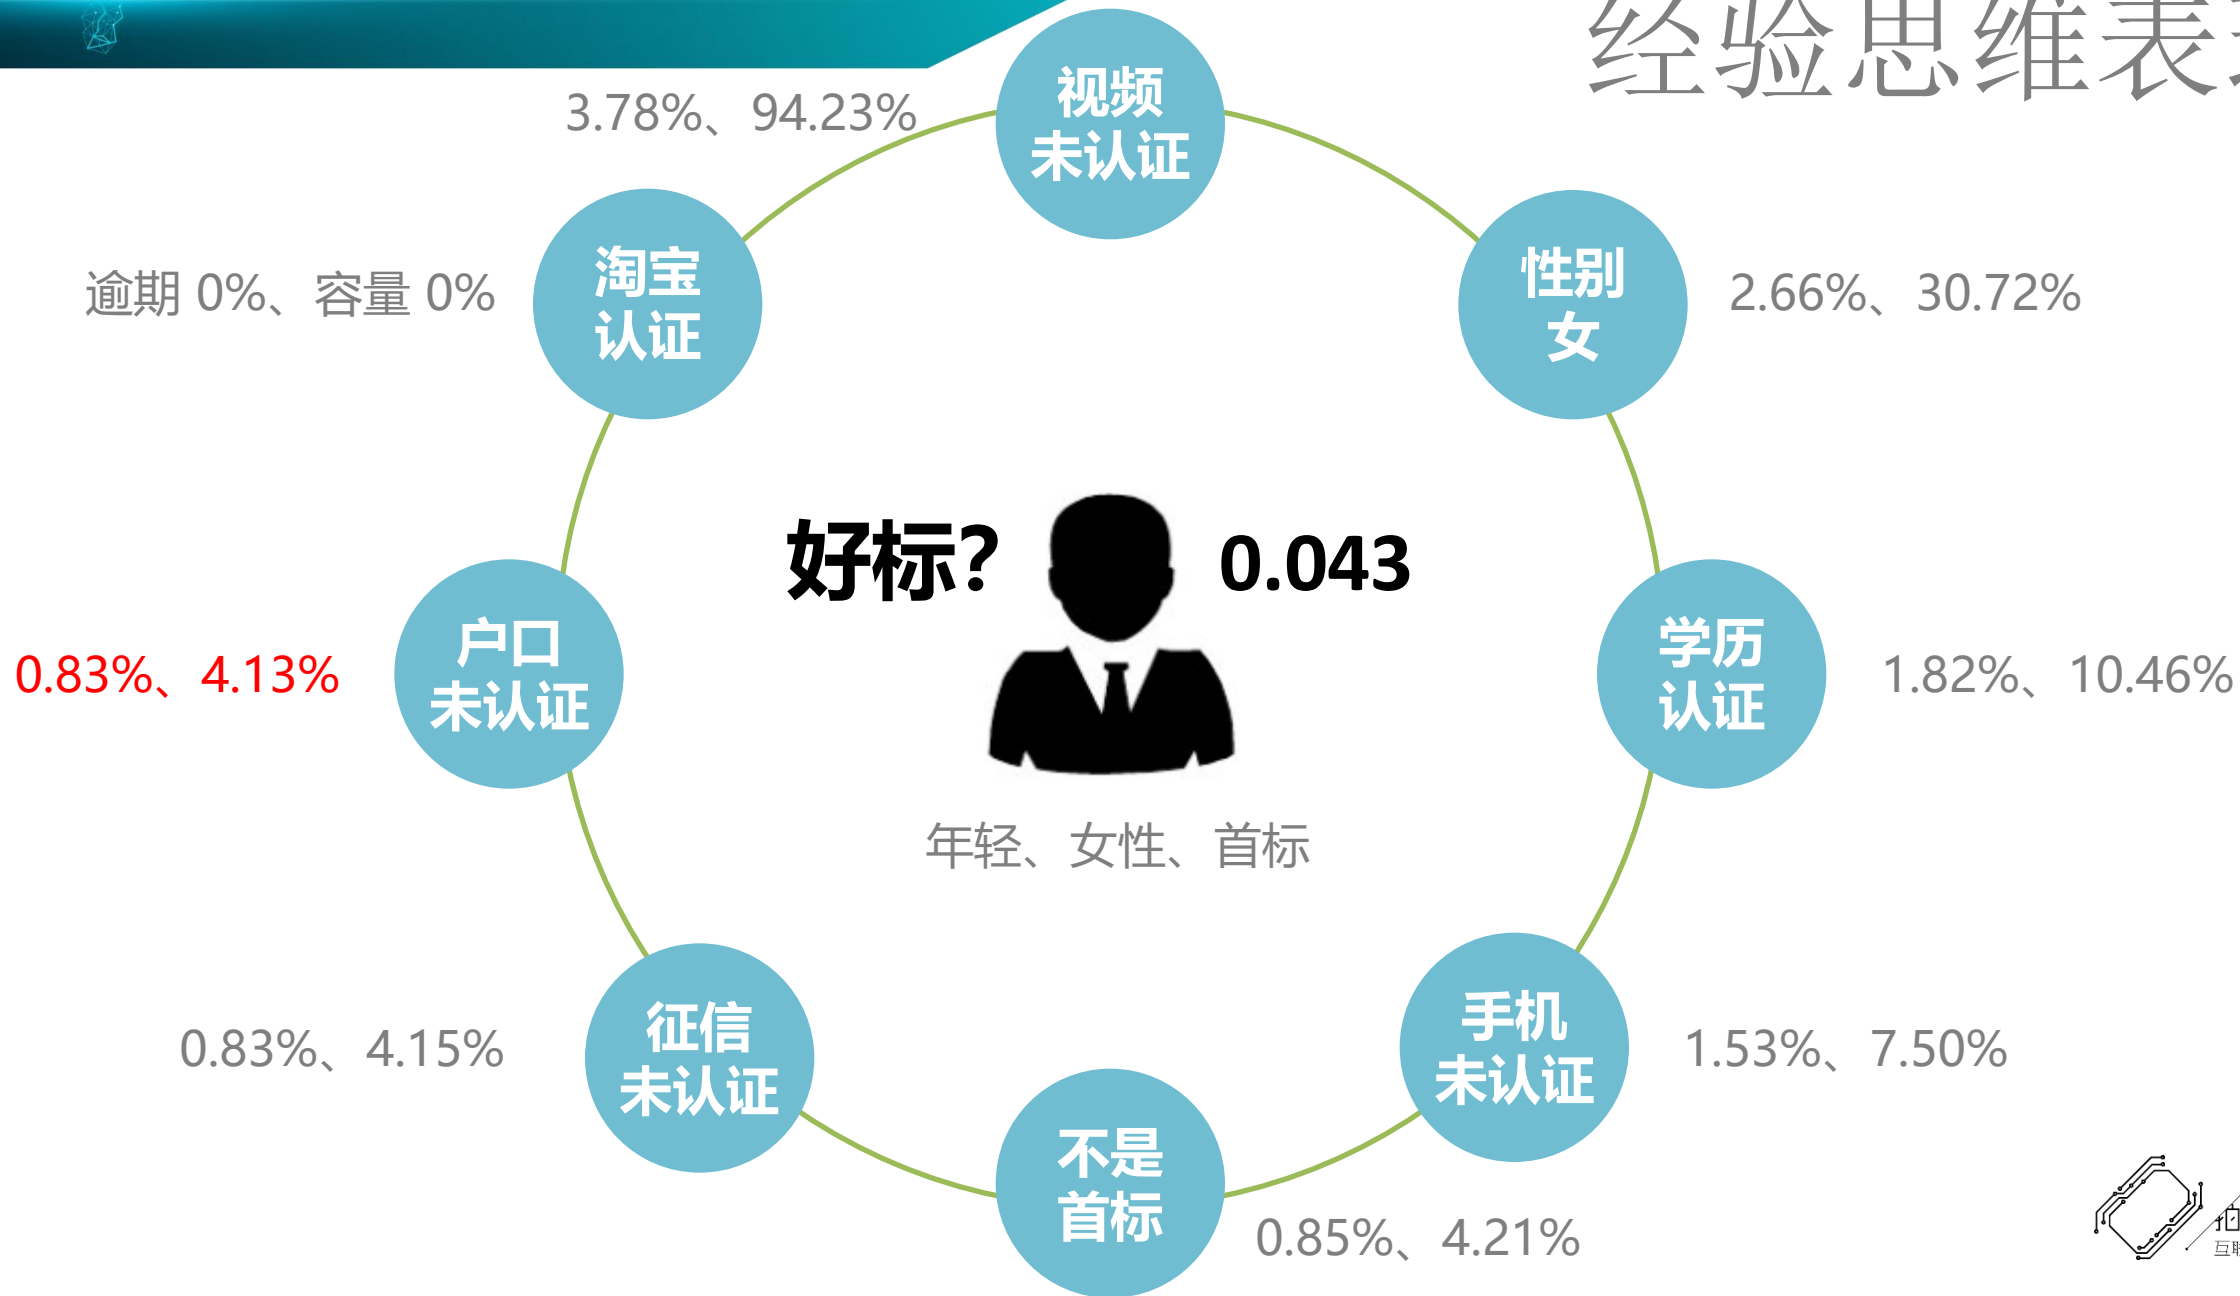 经验思维表
视频
未认证
3.78%、94.23%
淘宝
认证
逾期 0%、容量 0%
性别
女
2.66%、30.72%
好标?
0.043
户口
未认证
0.83%、4.13%
学历
认证
1.82%、10.46%
年轻、女性、首标
征信
未认证
0.83%、4.15%
手机
未认证
1.53%、7.50%
不是
首标
0.85%、4.21%
互